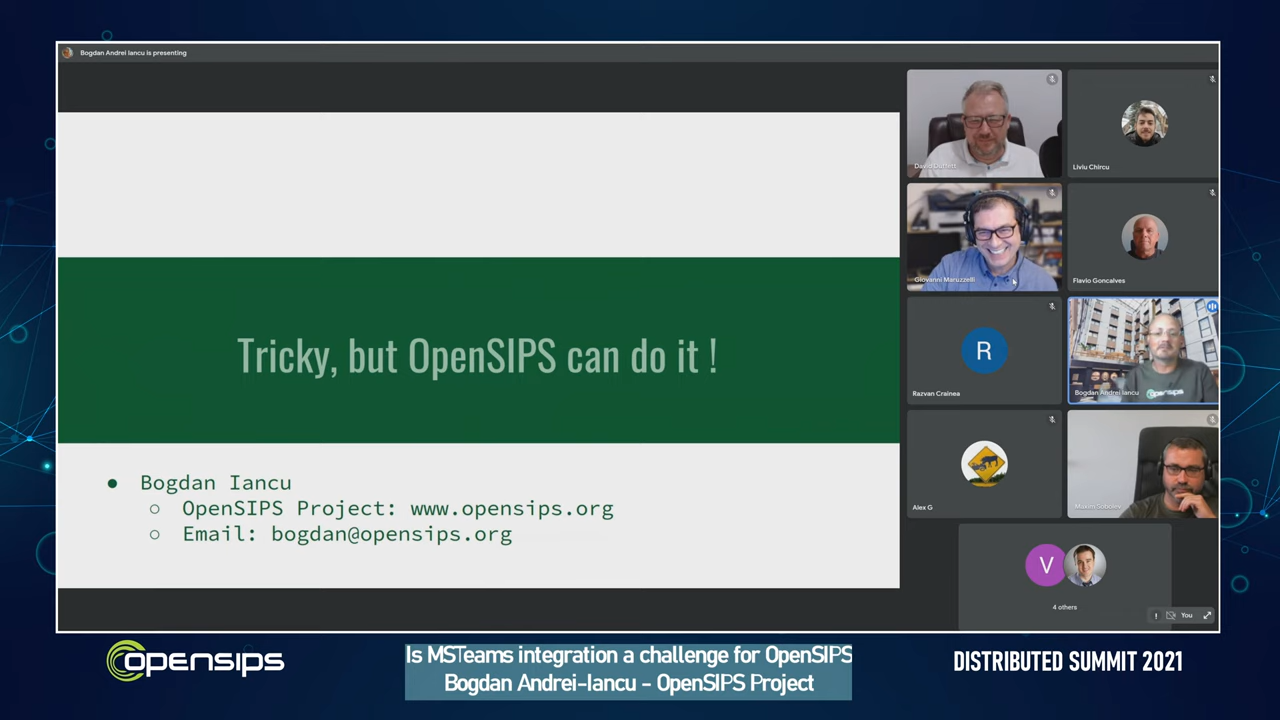 Bogdan Andrei Iancu is presenting
Tricky, but OpenSIPS can do it !
Bogdan Iancu
OpenSIPS Project: www.opensips.org
Email: bogdan@opensips.org
Liviu Chircu
Giovanni Maruzzelli
Flavio Goncalves
R
Razvan Crainea
opensips
Bogdan Andrei Iancu
Alex G
Maxim Sobolev
V
4 others
You
opensips
Is MSTeams integration a challenge for OpenSIPS
Bogdan Andrei-Iancu - OpenSIPS Project
DISTRIBUTED SUMMIT 2021